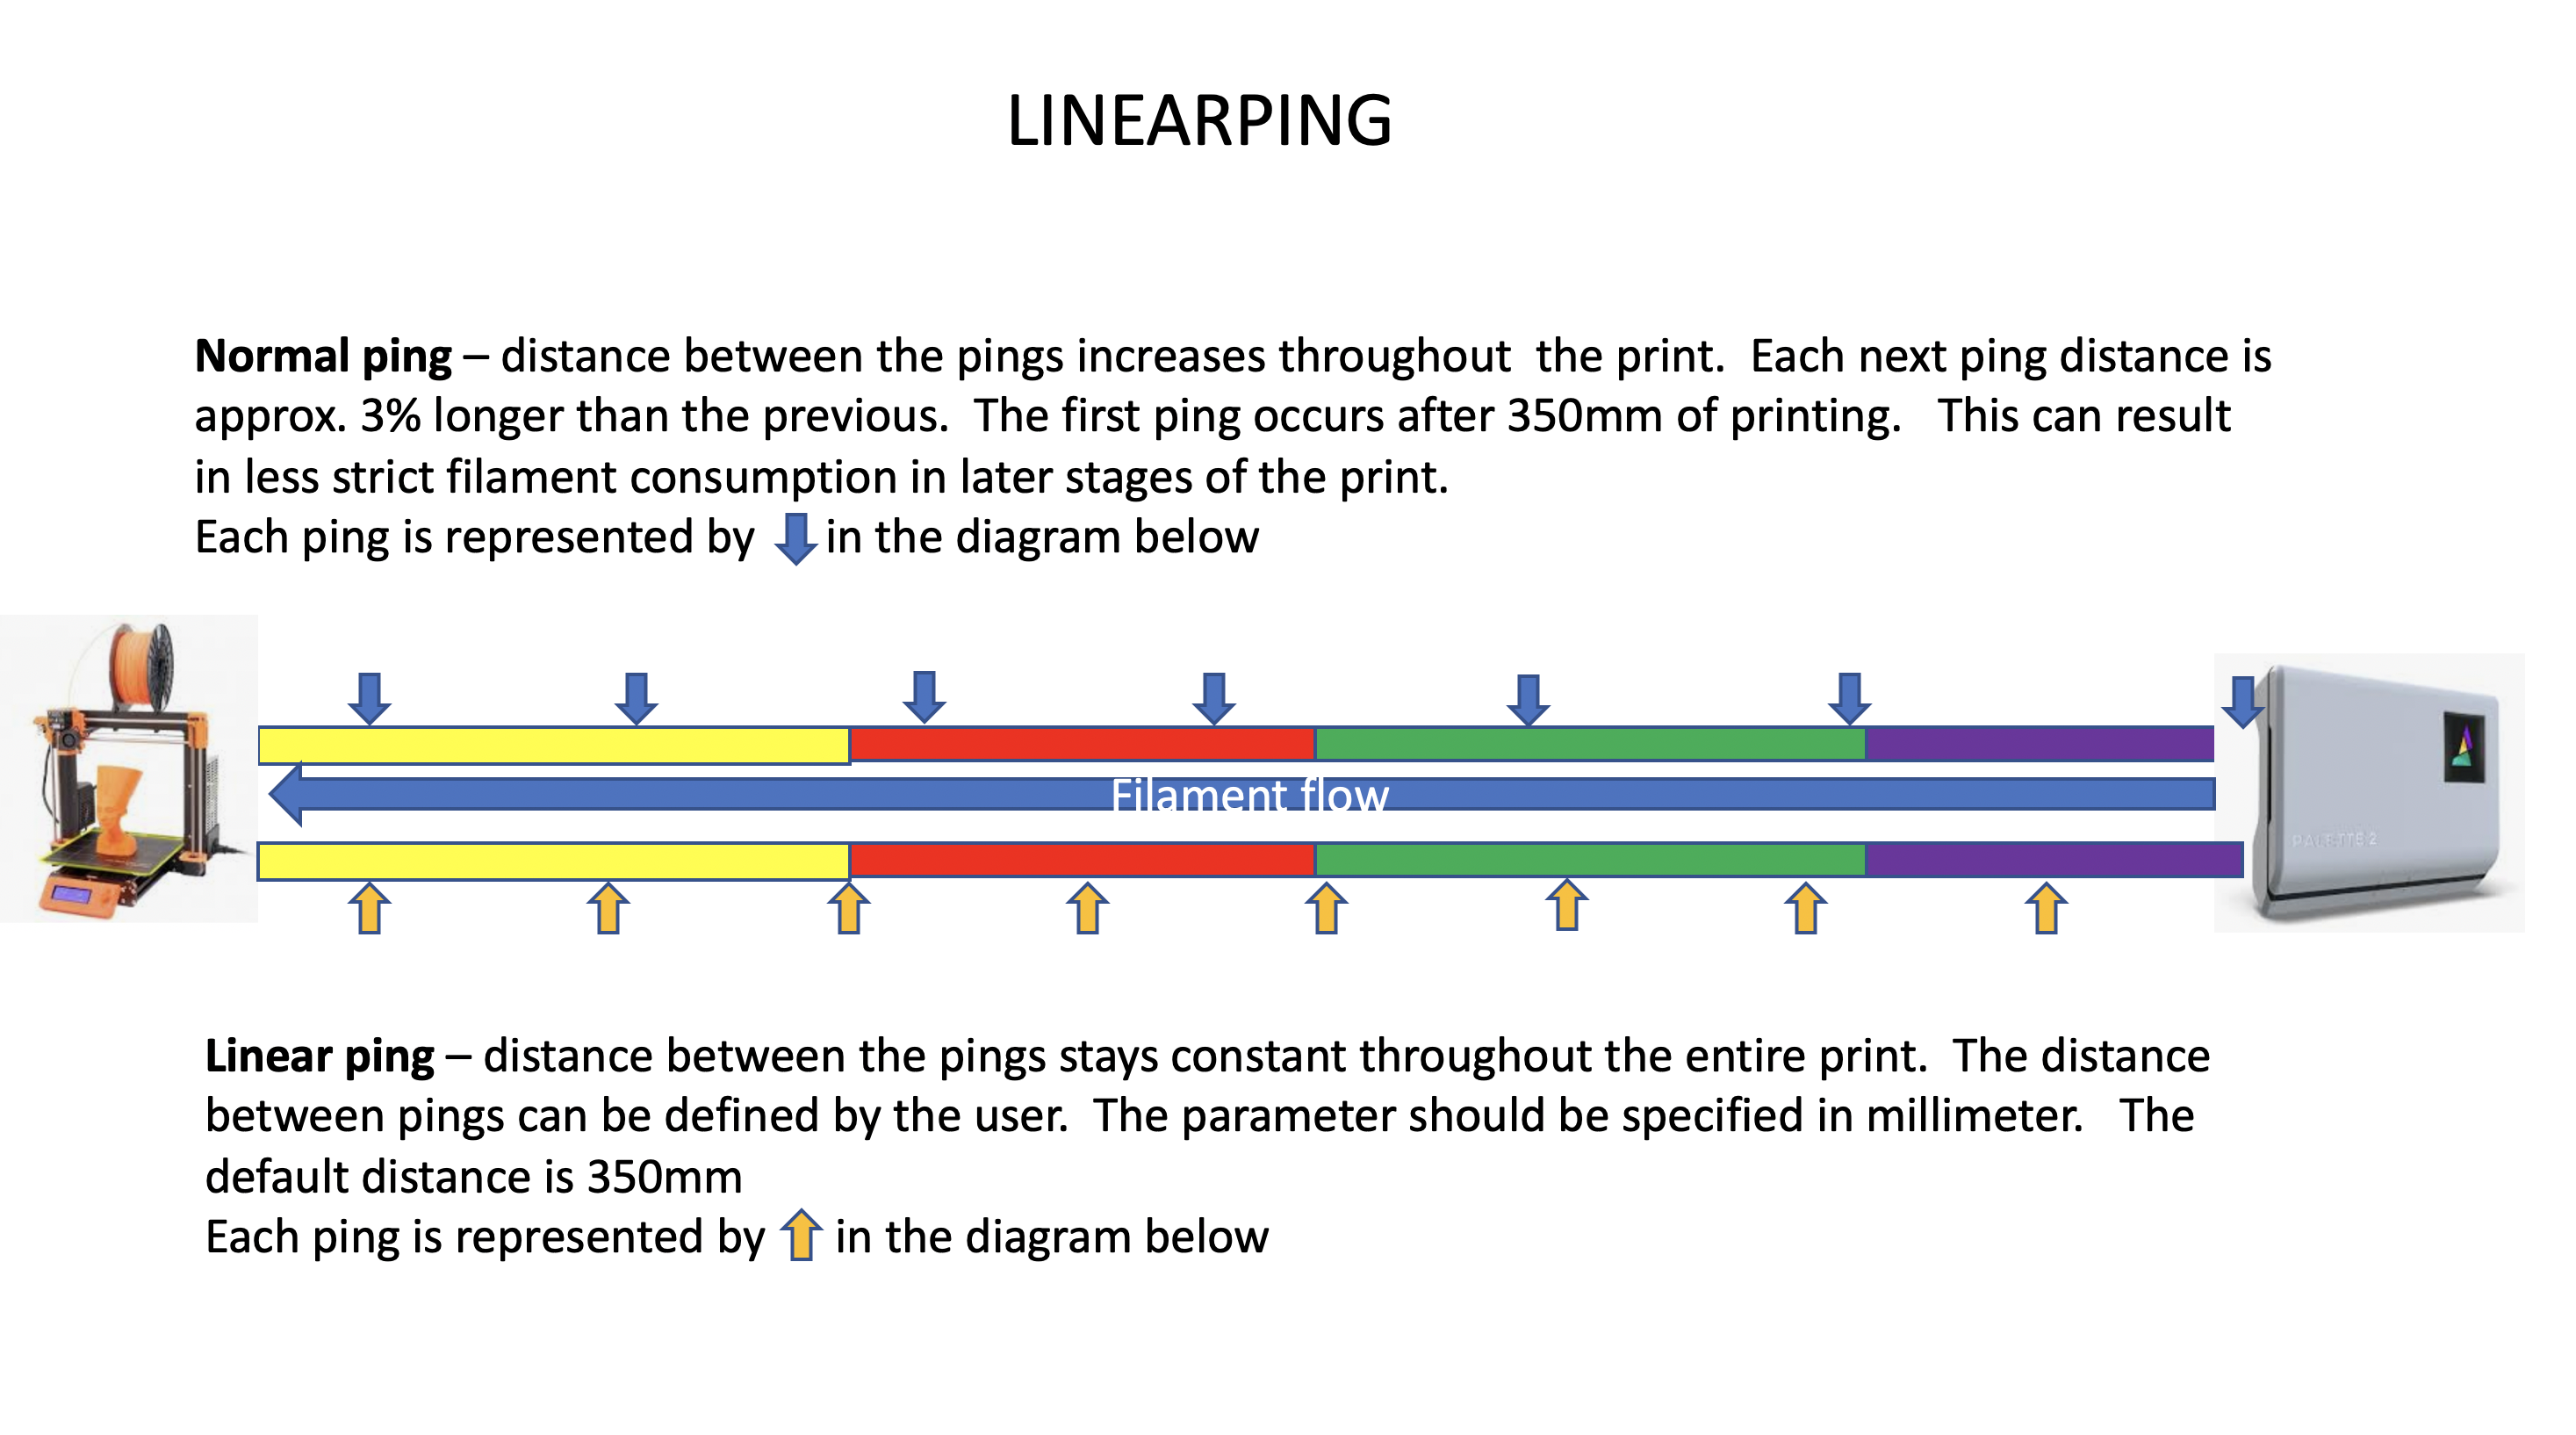 LINEARPING
Normal ping – distance between the pings increases throughout  the print.  Each next ping distance is
approx. 3% longer than the previous.  The first ping occurs after 350mm of printing.   This can result
in less strict filament consumption in later stages of the print.
Each ping is represented by in the diagram below
Filament flow
PALETTE 2
Linear ping – distance between the pings stays constant throughout the entire print.  The distance
between pings can be defined by the user.  The parameter should be specified in millimeter.   The
default distance is 350mm
Each ping is represented by in the diagram below